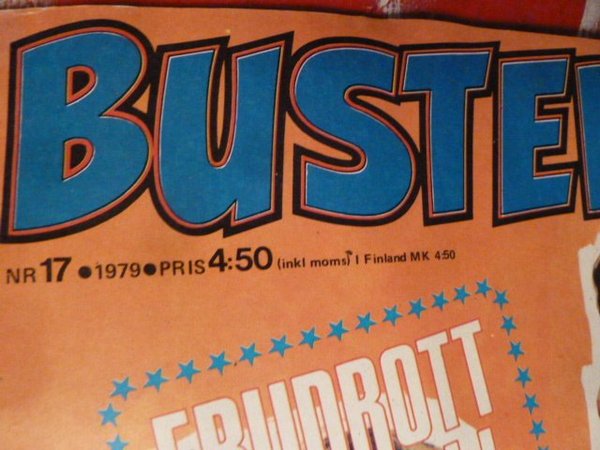 BUSTE
NR 17 ● 1979 ● PRIS 4:50 (inkl moms) I Finland MK 4:50